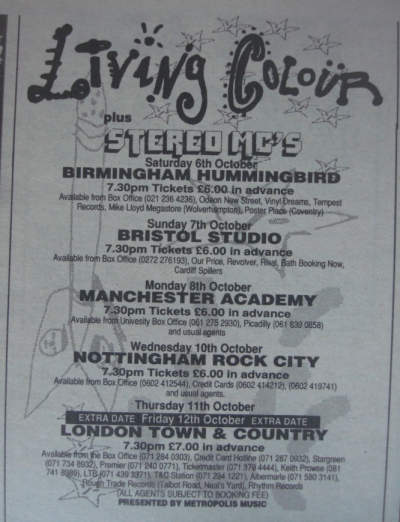 Living Colour
plus
STEREO MC'S
Saturday 6th October
BIRMINGHAM HUMMINGBIRD
7.30pm Tickets £6.00 in advance
Available from Box Office (021 236 4236), Odeon New Street, Vinyl Dreams, Tempest
Records, Mike Lloyd Megastore (Wolverhampton), Poster Place (Coventry)
Sunday 7th October
BRISTOL STUDIO
7.30pm Tickets £6.00 in advance
Available from Box Office (0272 276193), Our Price, Revolver, Rival, Bath Booking Now,
Cardiff Spillers
Monday 8th October
MANCHESTER ACADEMY
7.30pm Tickets £6.00 in advance
Available from Univesity Box Office (061 275 2930), Picadilly (061 839 0858)
and usual agents
Wednesday 10th October
NOTTINGHAM ROCK CITY
7.30pm Tickets £6.00 in advance
Available from Box Office (0602 412544), Credit Cards (0602 414212), (0602 419741)
and usual agents.
Thursday 11th October
EXTRA DATE Friday 12th October EXTRA DATE
LONDON TOWN & COUNTRY
7.30pm £7.00 in advance
Available from the Box Office (071 284 0303), Credit Card Hotline (071 287 0932), Stargreen
(071 734 8932), Premier (071 240 0771), Ticketmaster (071 379 4444), Keith Prowse (081
741 8989), LTB (071 439 3371), T&C Station (071 284 1221), Albermarle (071 580 3141),
Rough Trade Records (Talbot Road, Neal's Yard), Rhythm Records
(ALL AGENTS SUBJECT TO BOOKING FEE)
PRESENTED BY METROPOLIS MUSIC